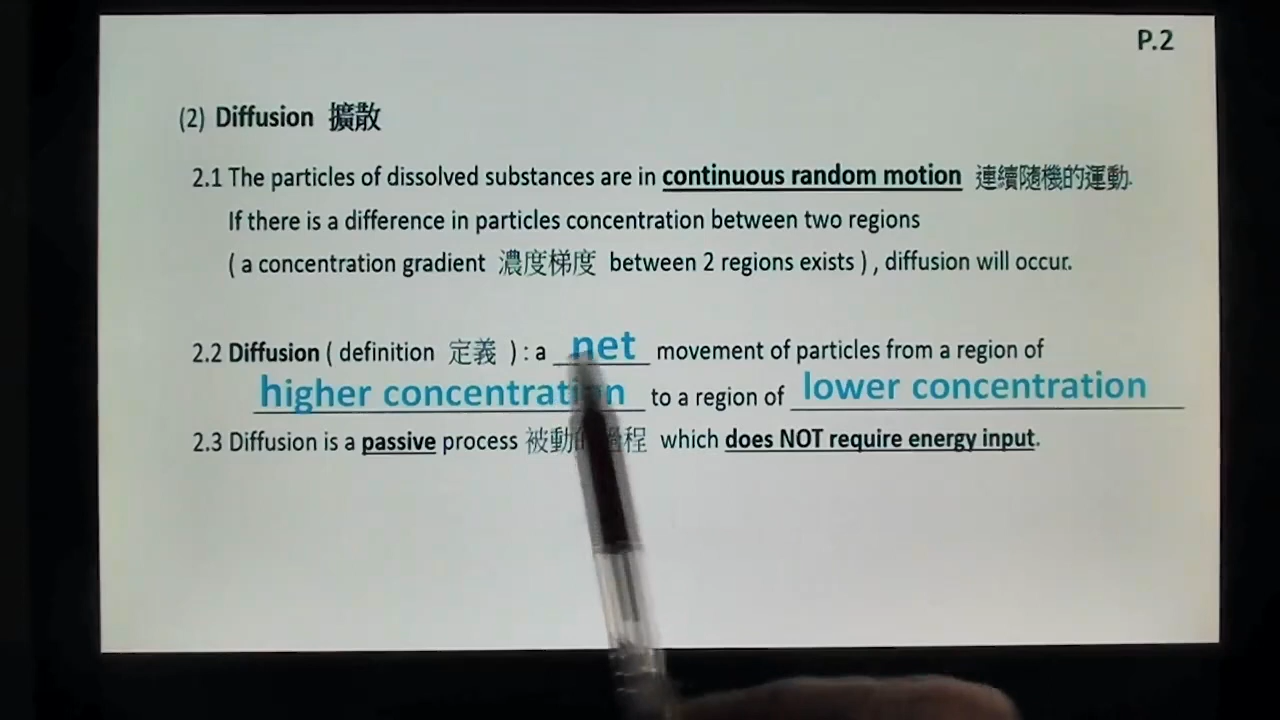 P.2
(2) Diffusion 擴散
2.1 The particles of dissolved substances are in continuous random motion 連續隨機的運動.
If there is a difference in particles concentration between two regions
( a concentration gradient 濃度梯度 between 2 regions exists ) , diffusion will occur.
2.2 Diffusion ( definition 定義 ) : a net movement of particles from a region of
higher concentration to a region of lower concentration
2.3 Diffusion is a passive process 被動的過程 which does NOT require energy input.